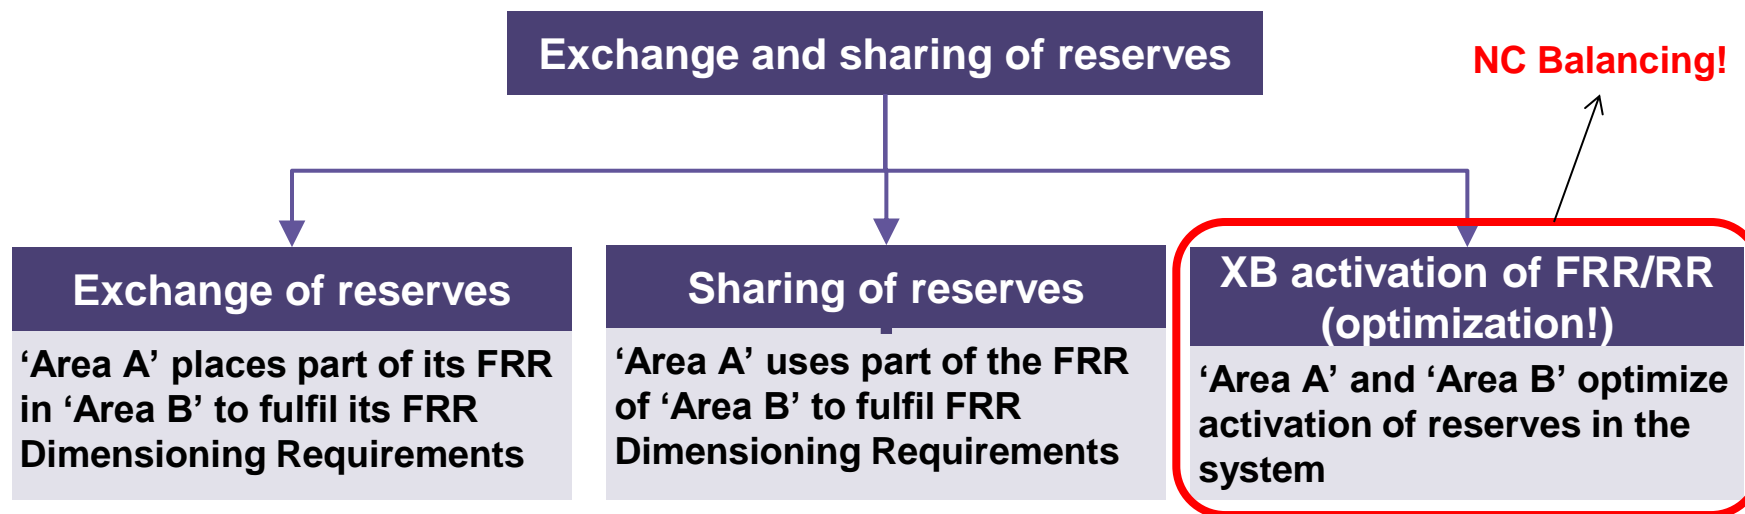 Exchange and sharing of reserves
NC Balancing!
Exchange of reserves
‘Area A’ places part of its FRR
in ‘Area B’ to fulfil its FRR
Dimensioning Requirements
Sharing of reserves
‘Area A’ uses part of the FRR
of ‘Area B’ to fulfil FRR
Dimensioning Requirements
XB activation of FRR/RR
(optimization!)
‘Area A’ and ‘Area B’ optimize
activation of reserves in the
system